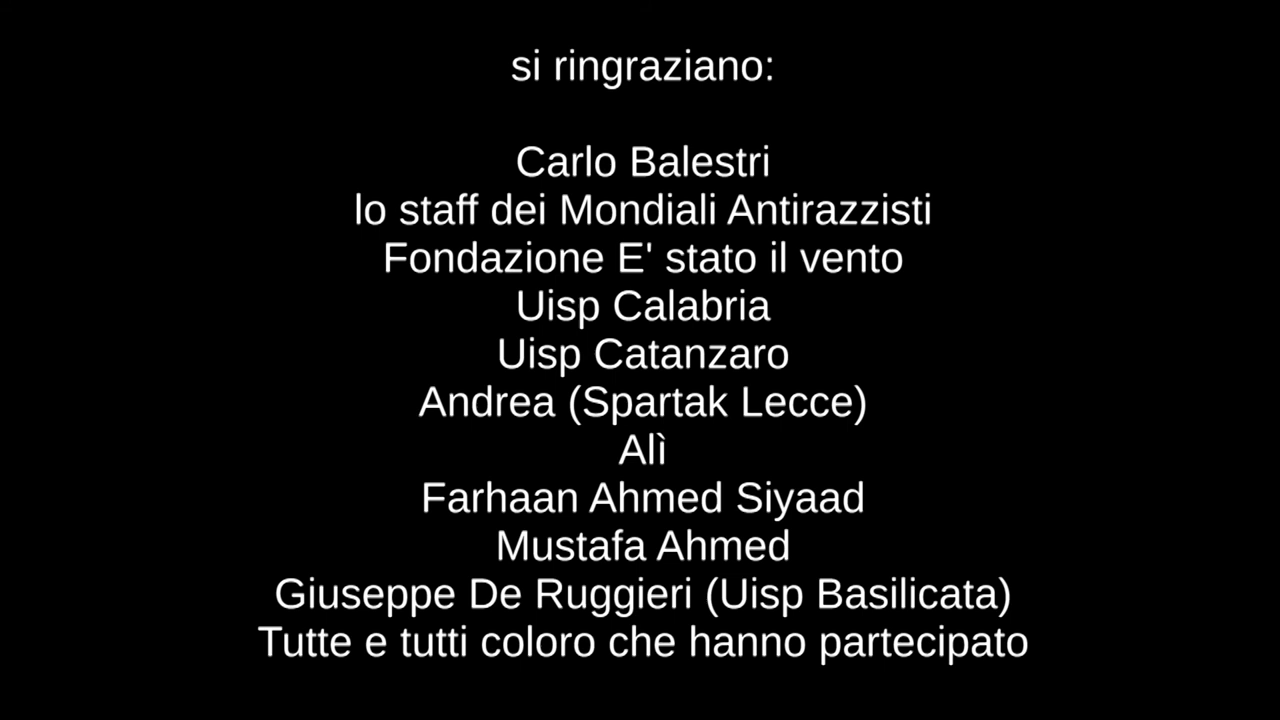 si ringraziano:
Carlo Balestri
lo staff dei Mondiali Antirazzisti
Fondazione E' stato il vento
Uisp Calabria
Uisp Catanzaro
Andrea (Spartak Lecce)
Alì
Farhaan Ahmed Siyaad
Mustafa Ahmed
Giuseppe De Ruggieri (Uisp Basilicata)
Tutte e tutti coloro che hanno partecipato